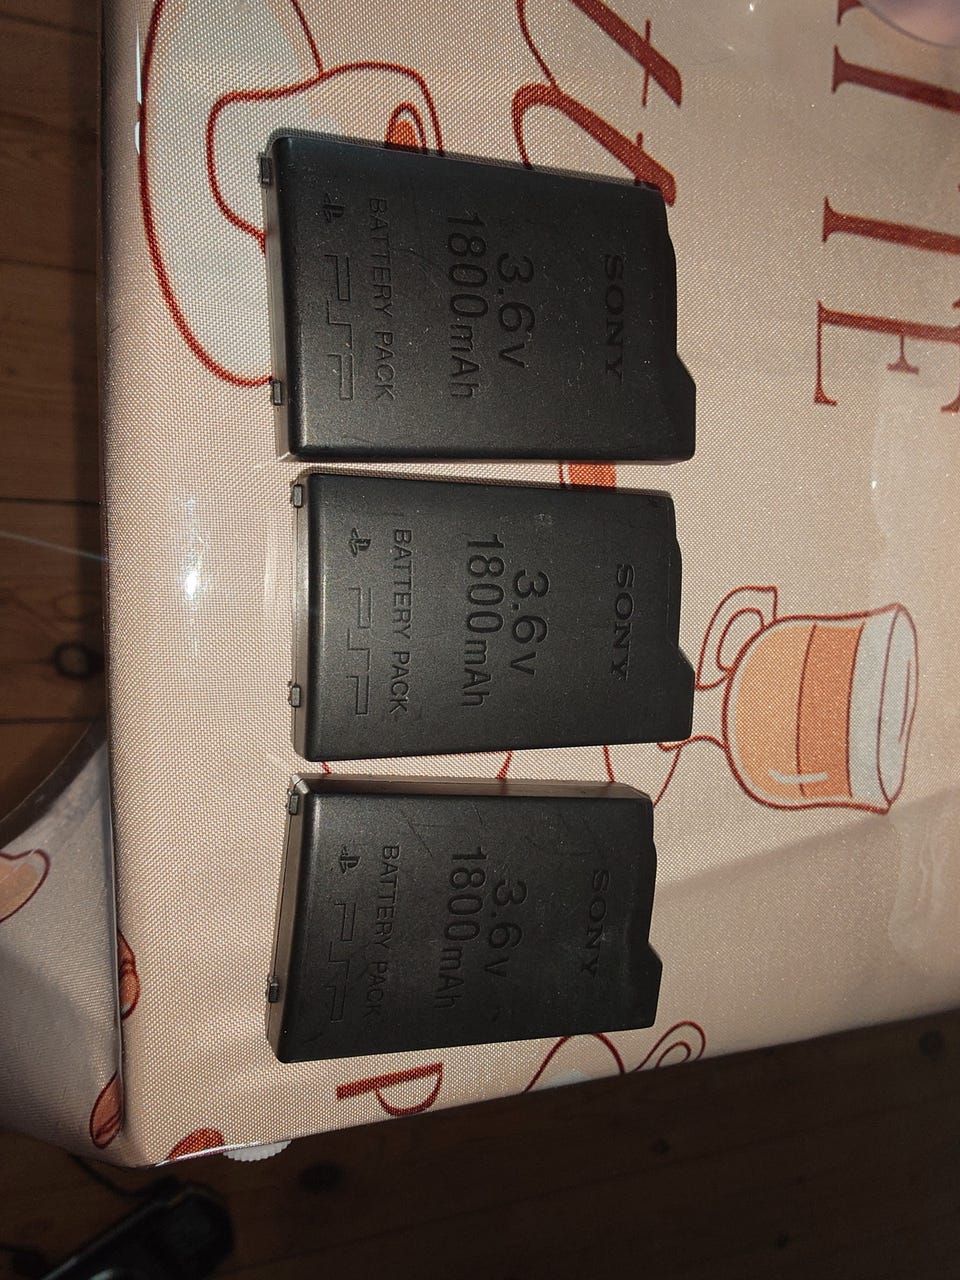 SONY
3.6V
1800mAh
BATTERY PACK
PSP
SONY
3.6V
1800mAh
BATTERY PACK
PSP
SONY
3.6V
1800mAh
BATTERY PACK
PSP